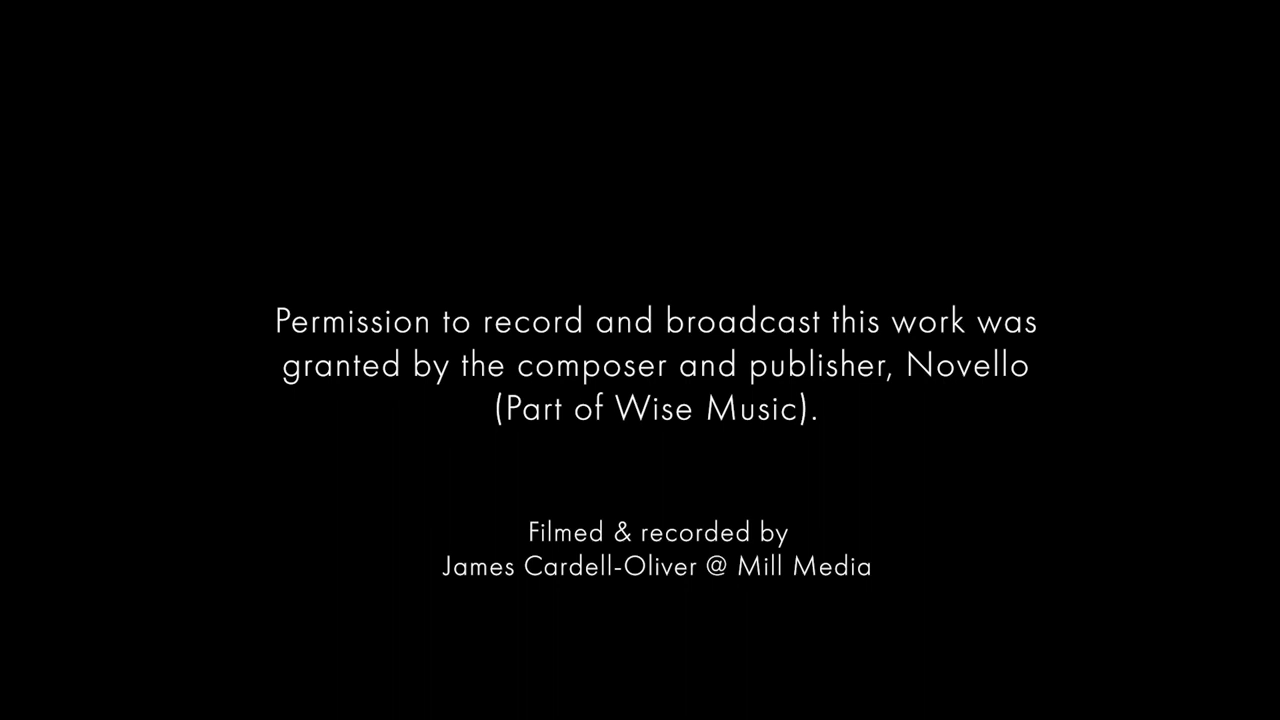 Permission to record and broadcast this work was
granted by the composer and publisher, Novello
(Part of Wise Music).
Filmed & recorded by
James Cardell-Oliver @ Mill Media